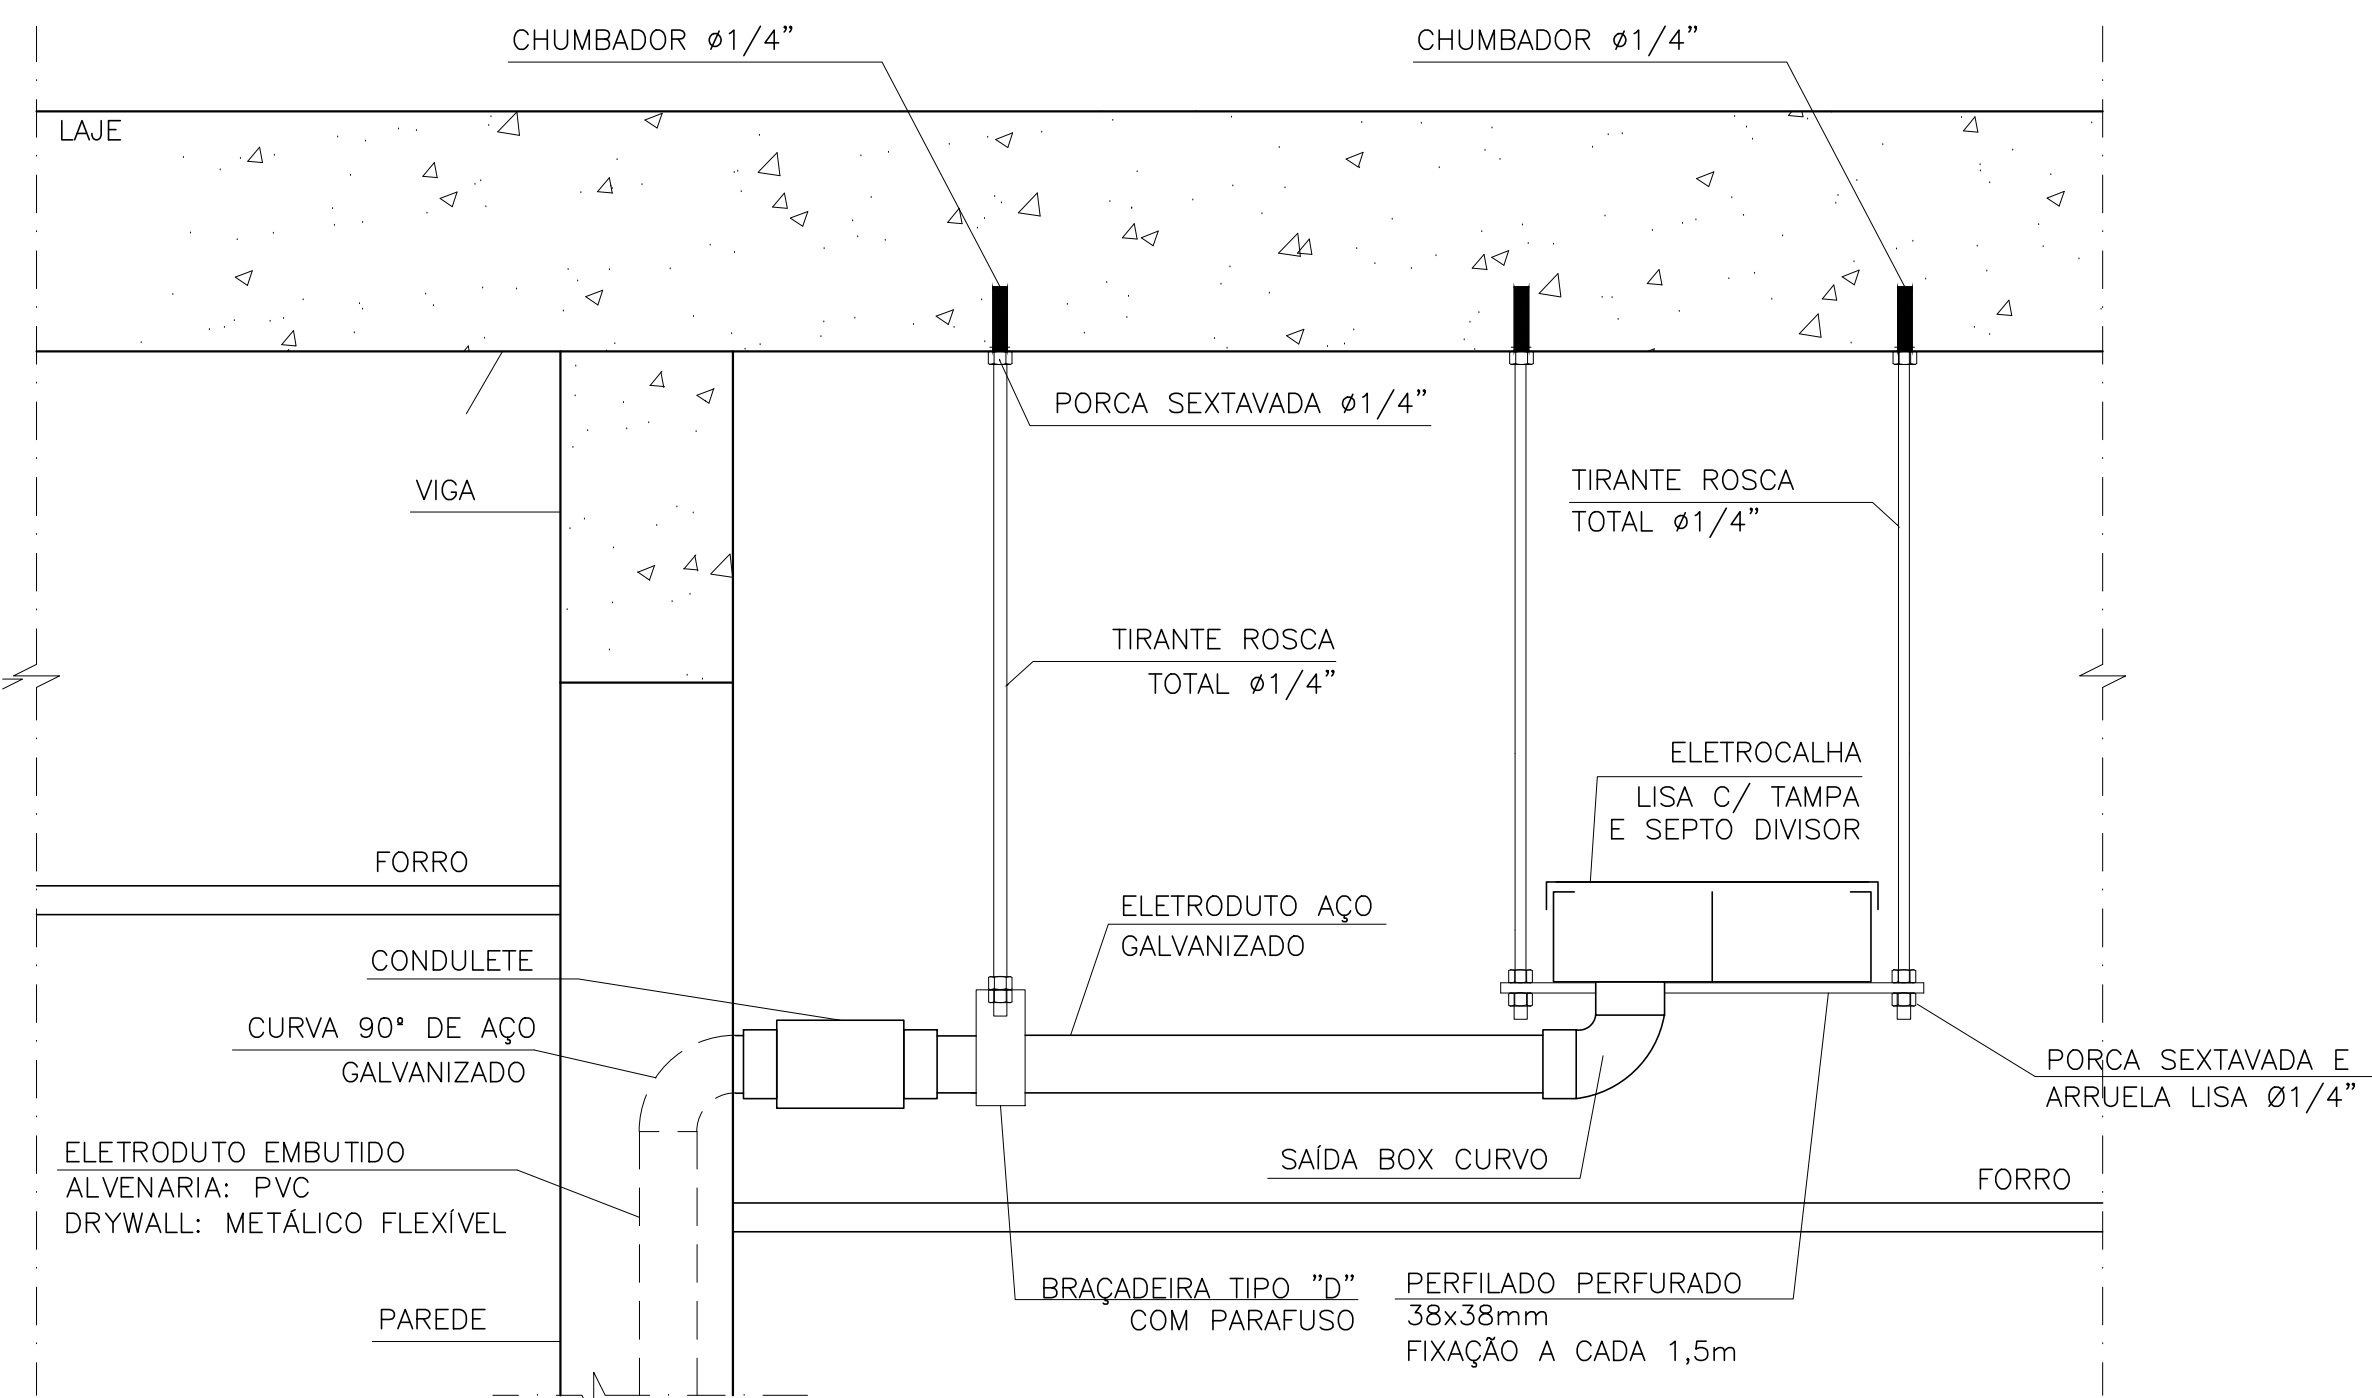 CHUMBADOR ø1/4"
CHUMBADOR ø1/4"
LAJE
PORCA SEXTAVADA ø1/4"
VIGA
TIRANTE ROSCA
TOTAL ø1/4"
TIRANTE ROSCA
TOTAL ø1/4"
ELETROCALHA
LISA C/ TAMPA
E SEPTO DIVISOR
FORRO
ELETRODUTO AÇO
GALVANIZADO
CONDULETE
CURVA 90º DE AÇO
GALVANIZADO
PORCA SEXTAVADA E
ARRUELA LISA Ø1/4"
ELETRODUTO EMBUTIDO
ALVENARIA: PVC
DRYWALL: METÁLICO FLEXÍVEL
SAÍDA BOX CURVO
FORRO
BRAÇADEIRA TIPO "D"
COM PARAFUSO
PERFILADO PERFURADO
38x38mm
FIXAÇÃO A CADA 1,5m
PAREDE